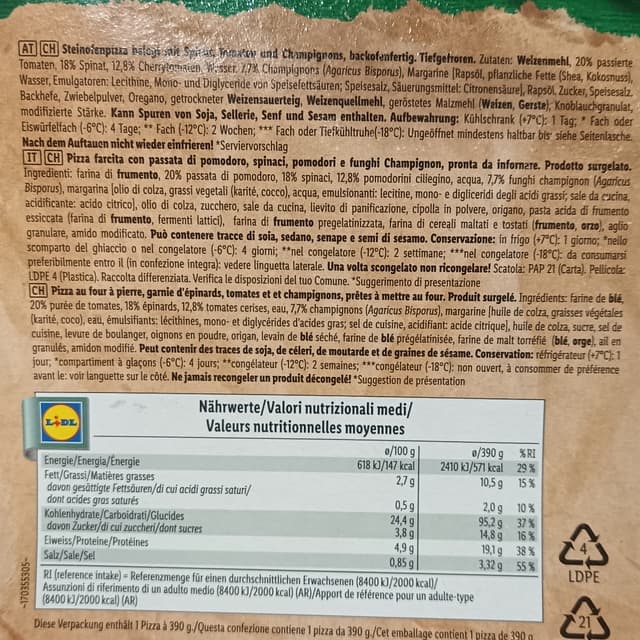 AT CH Steinofenpizza belegt mit Spinat, Tomaten und Champignons, backofenfertig. Tiefgefroren. Zutaten: Weizenmehl, 20% passierte
Tomaten, 18% Spinat, 12,8% Cherrytomaten, Wasser, 7,7% Champignons (Agaricus Bisporus), Margarine [Rapsöl, pflanzliche Fette (Shea, Kokosnuss),
Wasser, Emulgatoren: Lecithine, Mono- und Diglyceride von Speisefettsäuren; Speisesalz, Säuerungsmittel: Citronensäure], Rapsöl, Zucker, Speisesalz,
Backhefe, Zwiebelpulver, Oregano, getrockneter Weizensauerteig, Weizenquellmehl, geröstetes Malzmehl (Weizen, Gerste), Knoblauchgranulat,
modifizierte Stärke. Kann Spuren von Soja, Sellerie, Senf und Sesam enthalten. Aufbewahrung: Kühlschrank (+7°C): 1 Tag; * Fach oder
Eiswürfelfach (-6°C): 4 Tage; ** Fach (-12°C): 2 Wochen; *** Fach oder Tiefkühltruhe(-18°C): Ungeöffnet mindestens haltbar bis: siehe Seitenlasche.
Nach dem Auftauen nicht wieder einfrieren! *Serviervorschlag
IT CH Pizza farcita con passata di pomodoro, spinaci, pomodori e funghi Champignon, pronta da infornare. Prodotto surgelato.
Ingredienti: farina di frumento, 20% passata di pomodoro, 18% spinaci, 12,8% pomodorini ciliegino, acqua, 7,7% funghi champignon (Agaricus
Bisporus), margarina [olio di colza, grassi vegetali (karité, cocco), acqua, emulsionanti: lecitine, mono- e digliceridi degli acidi grassi; sale da cucina,
acidificante: acido citrico], olio di colza, zucchero, sale da cucina, lievito di panificazione, cipolla in polvere, origano, pasta acida di frumento
essiccata (farina di frumento, fermenti lattici), farina di frumento pregelatinizzata, farina di cereali maltati e tostati (frumento, orzo), aglio
granulare, amido modificato. Può contenere tracce di soia, sedano, senape e semi di sesamo. Conservazione: in frigo (+7°C): 1 giorno; *nello
scomparto del ghiaccio o nel congelatore (-6°C): 4 giorni; **nel congelatore (-12°C): 2 settimane; ***nel congelatore (-18°C): da consumarsi
preferibilmente entro il (in confezione integra): vedere linguetta laterale. Una volta scongelato non ricongelare! Scatola: PAP 21 (Carta). Pellicola:
LDPE 4 (Plastica). Raccolta differenziata. Verifica le disposizioni del tuo Comune. *Suggerimento di presentazione
CH Pizza au four à pierre, garnie d'épinards, tomates et et champignons, prêtes à mettre au four. Produit surgelé. Ingrédients: farine de blé,
20% purée de tomates, 18% épinards, 12,8% tomates cerises, eau, 7,7% champignons (Agaricus Bisporus), margarine [huile de colza, graisses végétales
(karité, coco), eau, émulsifiants: lécithines, mono- et diglycérides d'acides gras; sel de cuisine, acidifiant: acide citrique], huile de colza, sucre, sel de
cuisine, levure de boulanger, oignons en poudre, origan, levain de blé séché, farine de blé prégélatinisée, farine de malt torréfié (blé, orge), ail en
granulés, amidon modifié. Peut contenir des traces de soja, de céleri, de moutarde et de graines de sésame. Conservation: réfrigérateur (+7°C): 1
jour; *compartiment à glaçons (-6°C): 4 jours; **congélateur (-12°C): 2 semaines; ***congélateur (-18°C): non ouvert, à consommer de préférence
avant le: voir languette sur le côté. Ne jamais recongeler un produit décongelé! *Suggestion de présentation
LIDL
Nährwerte/Valori nutrizionali medi/
Valeurs nutritionnelles moyennes
ø/100 g ø/390 g %RI
Energie/Energia/Énergie 618 kJ/147 kcal 2410 kJ/571 kcal 29 %
Fett/Grassi/Matières grasses 2,7 g 10,5 g 15 %
davon gesättigte Fettsäuren/di cui acidi grassi saturi/
dont acides gras saturés 0,5 g 2,0 g 10 %
Kohlenhydrate/Carboidrati/Glucides 24,4 g 95,2 g 37 %
davon Zucker/di cui zuccheri/dont sucres 3,8 g 14,8 g 16 %
Eiweiss/Proteine/Protéines 4,9 g 19,1 g 38 %
Salz/Sale/Sel 0,85 g 3,32 g 55 %
RI (reference intake) = Referenzmenge für einen durchschnittlichen Erwachsenen (8400 kJ/2000 kcal)/
Assunzioni di riferimento di un adulto medio (8400 kJ/2000 kcal) (AR)/Apport de référence pour un adulte-type
(8400 kJ/2000 kcal) (AR)
-170355305-
4
LDPE
21
Diese Verpackung enthält 1 Pizza à 390 g./Questa confezione contiene 1 pizza da 390 g./Cet emballage contient 1 pizza de 390 g.